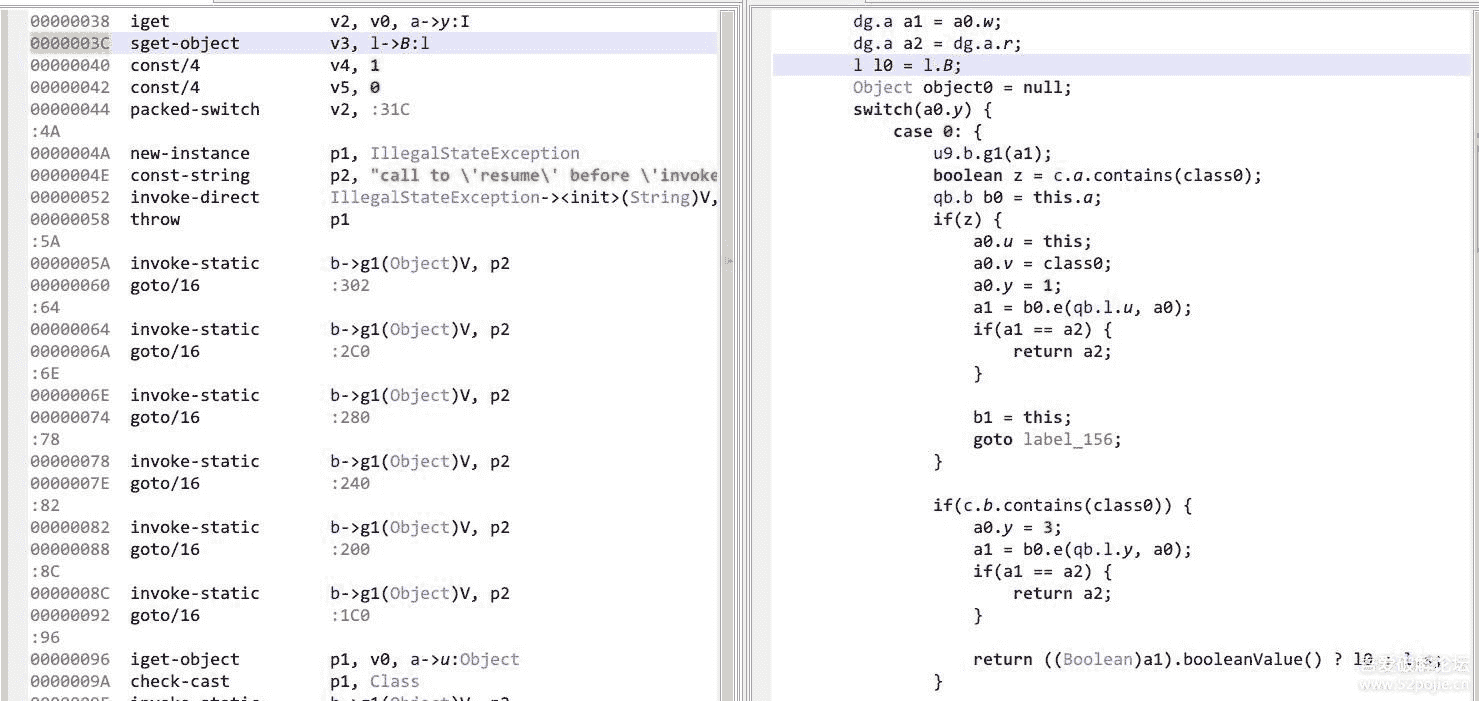 00000038 iget v2, v0, a->y:I
0000003C sget-object v3, l->B:l
00000040 const/4 v4, 1
00000042 const/4 v5, 0
00000044 packed-switch v2, :31C
:4A
0000004A new-instance p1, IllegalStateException
0000004E const-string p2, "call to \'resume\' before \'invoke
00000052 invoke-direct IllegalStateException-><init>(String)V,
00000058 throw p1
:5A
0000005A invoke-static b->g1(Object)V, p2
00000060 goto/16 :302
:64
00000064 invoke-static b->g1(Object)V, p2
0000006A goto/16 :2C0
:6E
0000006E invoke-static b->g1(Object)V, p2
00000074 goto/16 :280
:78
00000078 invoke-static b->g1(Object)V, p2
0000007E goto/16 :240
:82
00000082 invoke-static b->g1(Object)V, p2
00000088 goto/16 :200
:8C
0000008C invoke-static b->g1(Object)V, p2
00000092 goto/16 :1C0
:96
00000096 iget-object p1, v0, a->u:Object
0000009A check-cast p1, Class
dg.a a1 = a0.w;
dg.a a2 = dg.a.r;
l l0 = l.B;
Object object0 = null;
switch(a0.y) {
case 0: {
u9.b.g1(a1);
boolean z = c.a.contains(class0);
qb.b b0 = this.a;
if(z) {
a0.u = this;
a0.v = class0;
a0.y = 1;
a1 = b0.e(qb.l.u, a0);
if(a1 == a2) {
return a2;
}
b1 = this;
goto label_156;
}
if(c.b.contains(class0)) {
a0.y = 3;
a1 = b0.e(qb.l.y, a0);
if(a1 == a2) {
return a2;
}
return ((Boolean)a1).booleanValue() ? l0
}
吾爱破解论坛
www.52pojie.cn